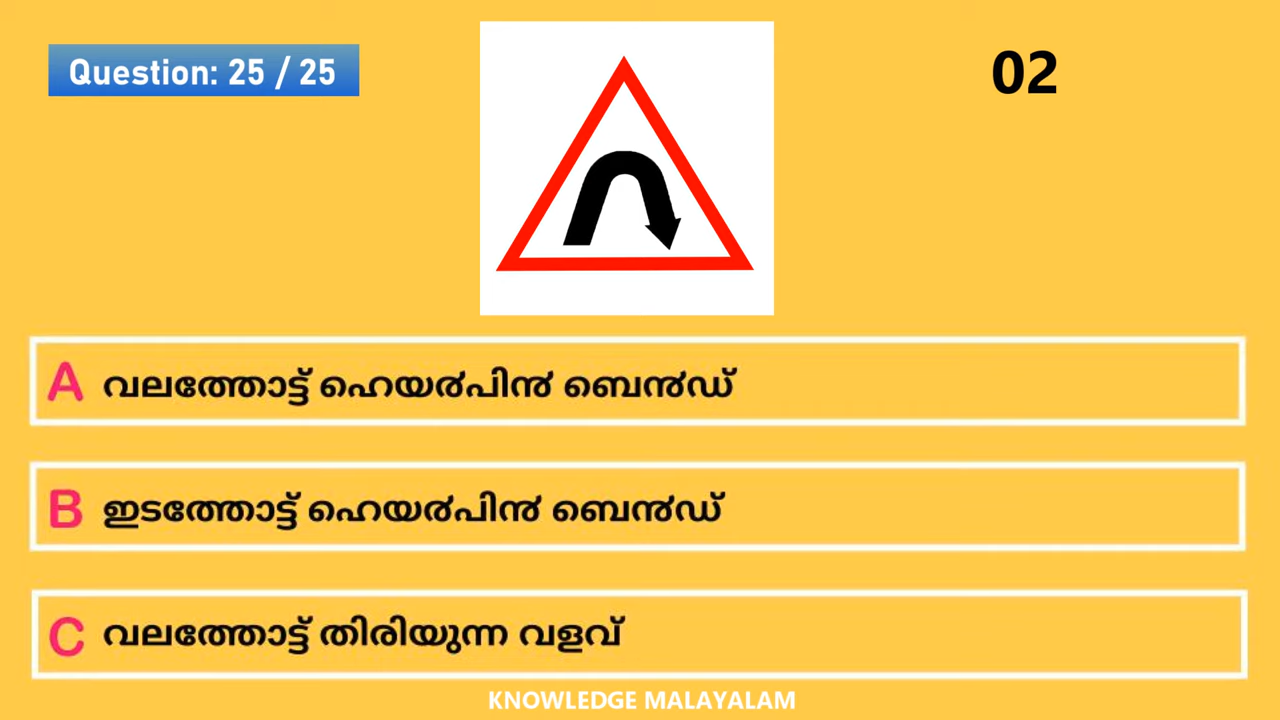 Question: 25 / 25
02
A വലത്തോട്ട് ഹെയർപിൻ ബെൻഡ്
B ഇടത്തോട്ട് ഹെയർപിൻ ബെൻഡ്
C വലത്തോട്ട് തിരിയുന്ന വളവ്
KNOWLEDGE MALAYALAM